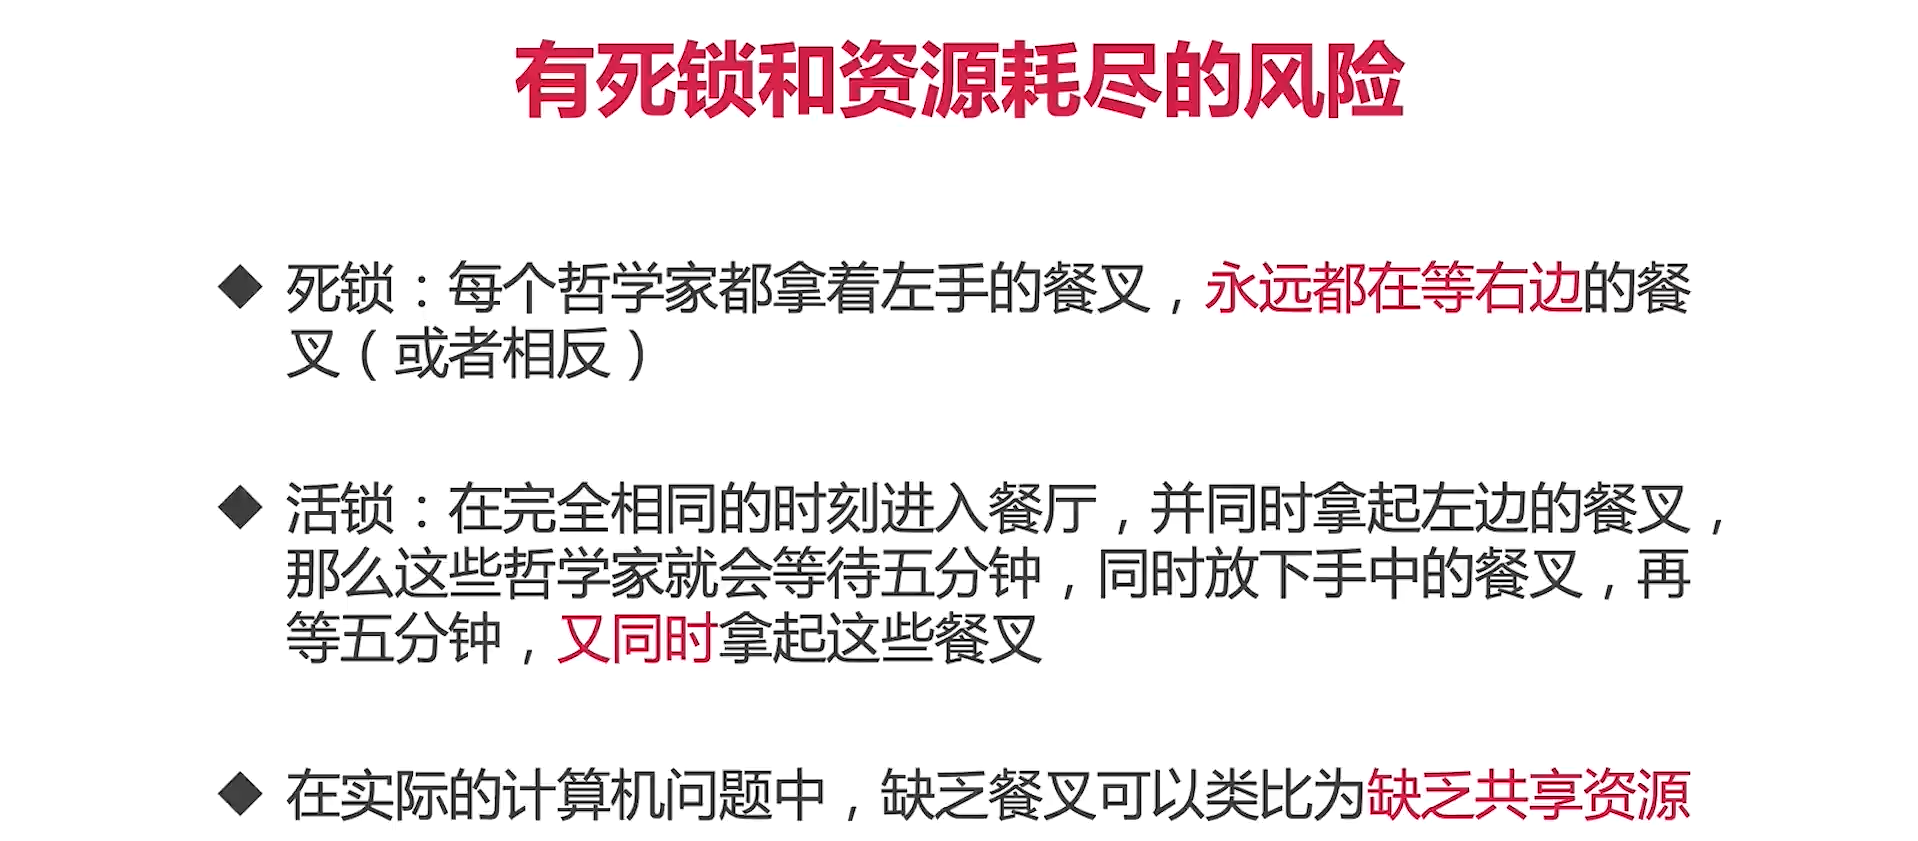 有死锁和资源耗尽的风险
◆ 死锁：每个哲学家都拿着左手的餐叉，永远都在等右边的餐
叉（或者相反）
◆ 活锁：在完全相同的时刻进入餐厅，并同时拿起左边的餐叉，
那么这些哲学家就会等待五分钟，同时放下手中的餐叉，再
等五分钟，又同时拿起这些餐叉
◆ 在实际的计算机问题中，缺乏餐叉可以类比为缺乏共享资源